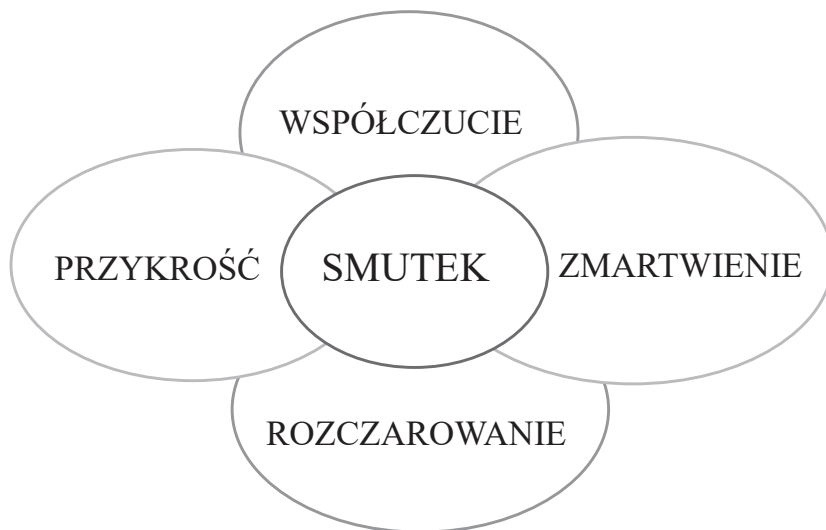 WSPÓŁCZUCIE
PRZYKROŚĆ
SMUTEK
ZMARTWIENIE
ROZCZAROWANIE